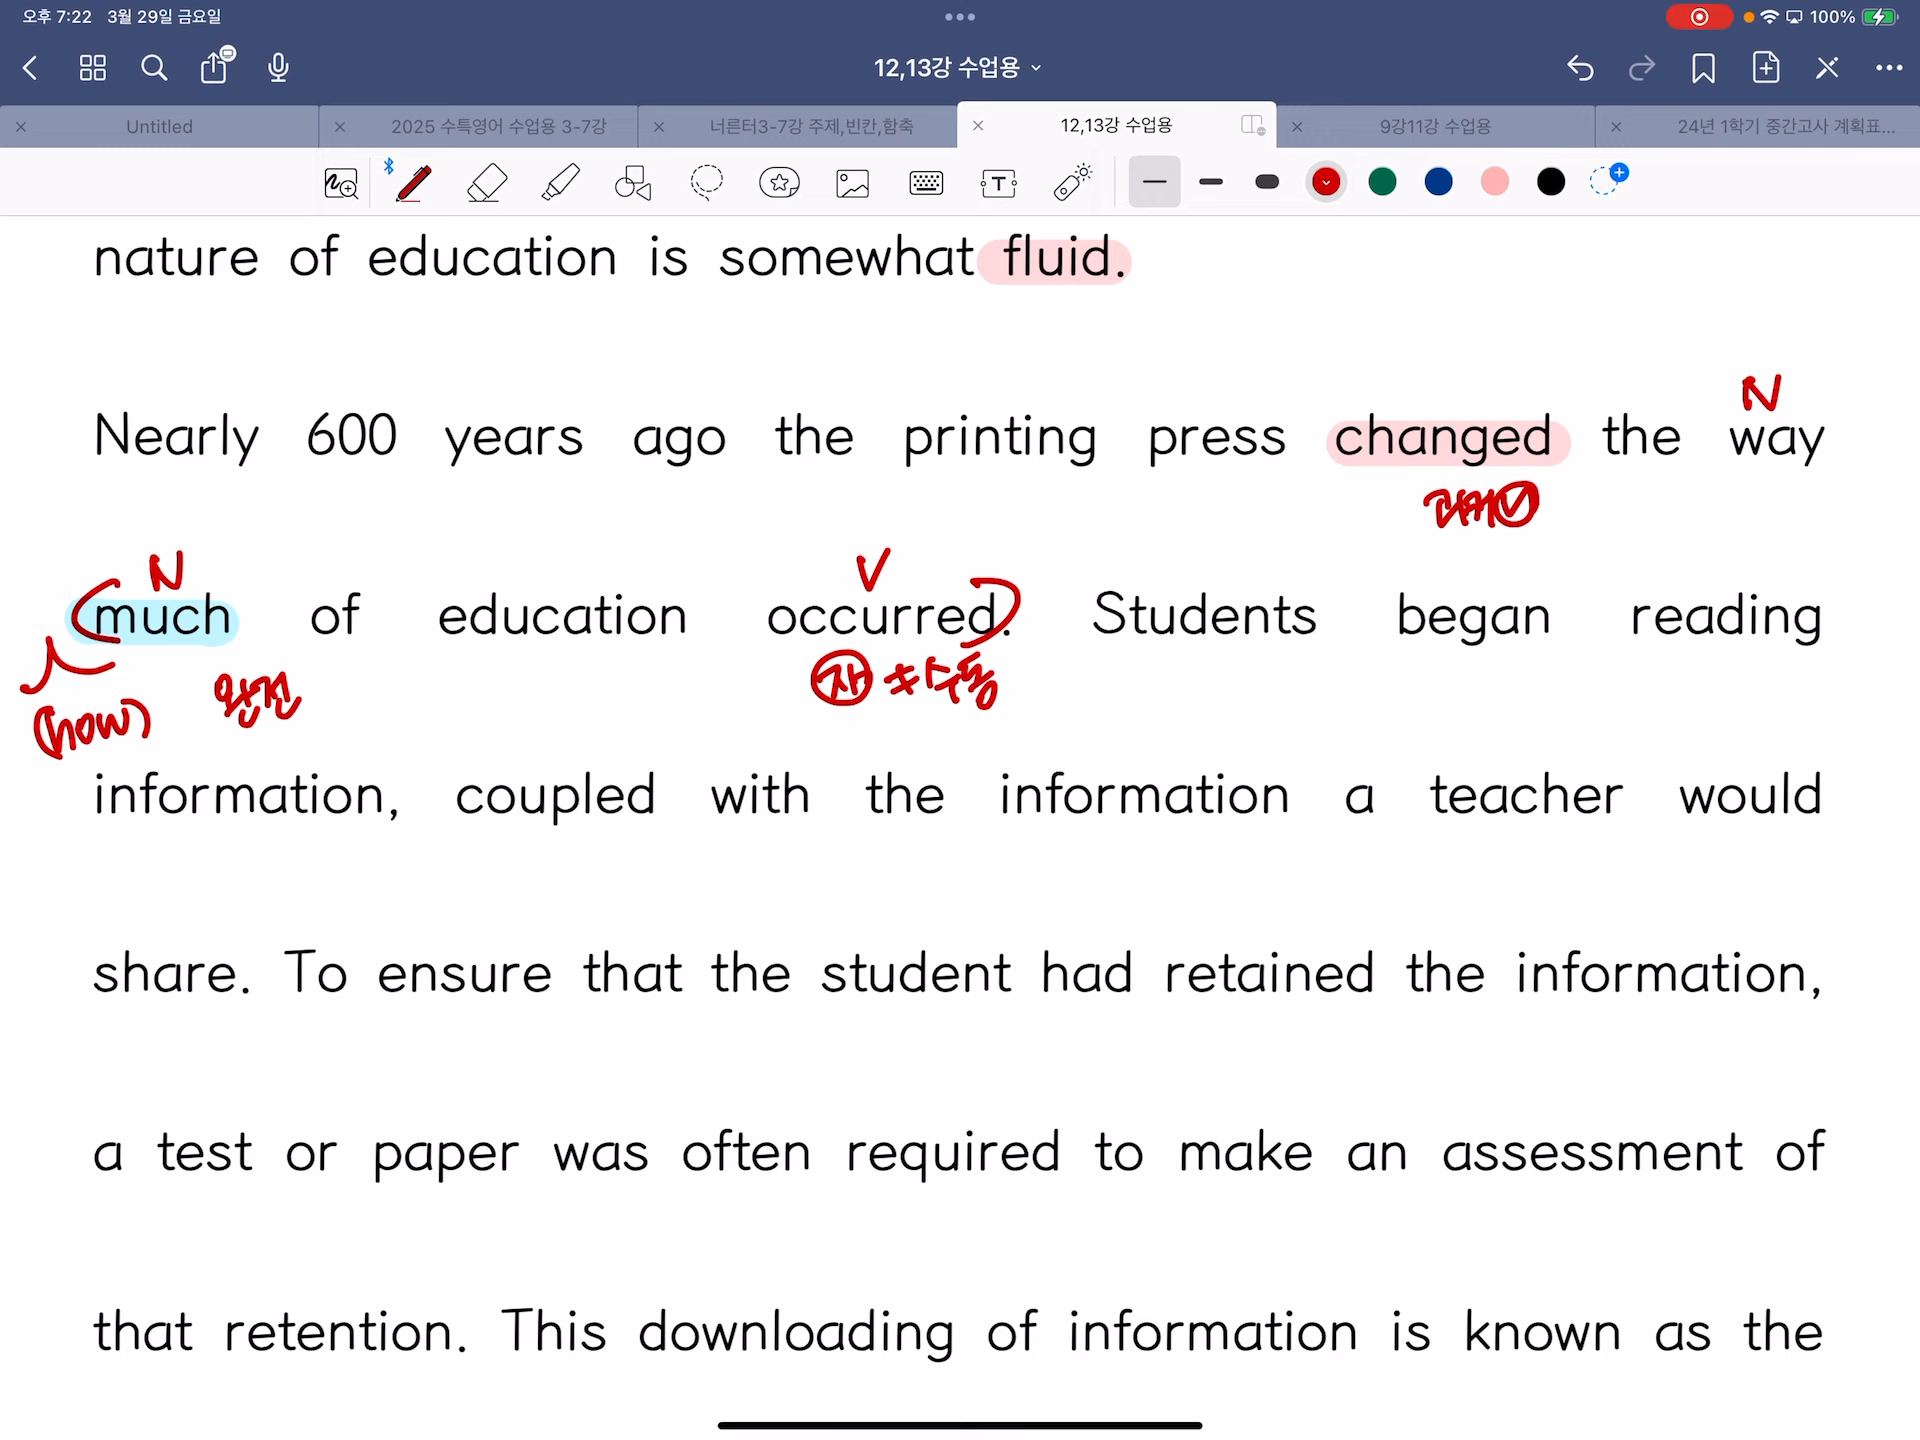 오후 7:22 3월 29일 금요일 100%
12,13강 수업용
Untitled 2025 수특영어 수업용 3-7강 너른터3-7강 주제,빈칸,함축 12,13강 수업용 9강11강 수업용 24년 1학기 중간고사 계획표...
nature of education is somewhat fluid.
N
Nearly 600 years ago the printing press changed the way
N V
(much of education occurred). Students began reading
(how) 완전 자 ≠ 수동
information, coupled with the information a teacher would
share. To ensure that the student had retained the information,
a test or paper was often required to make an assessment of
that retention. This downloading of information is known as the